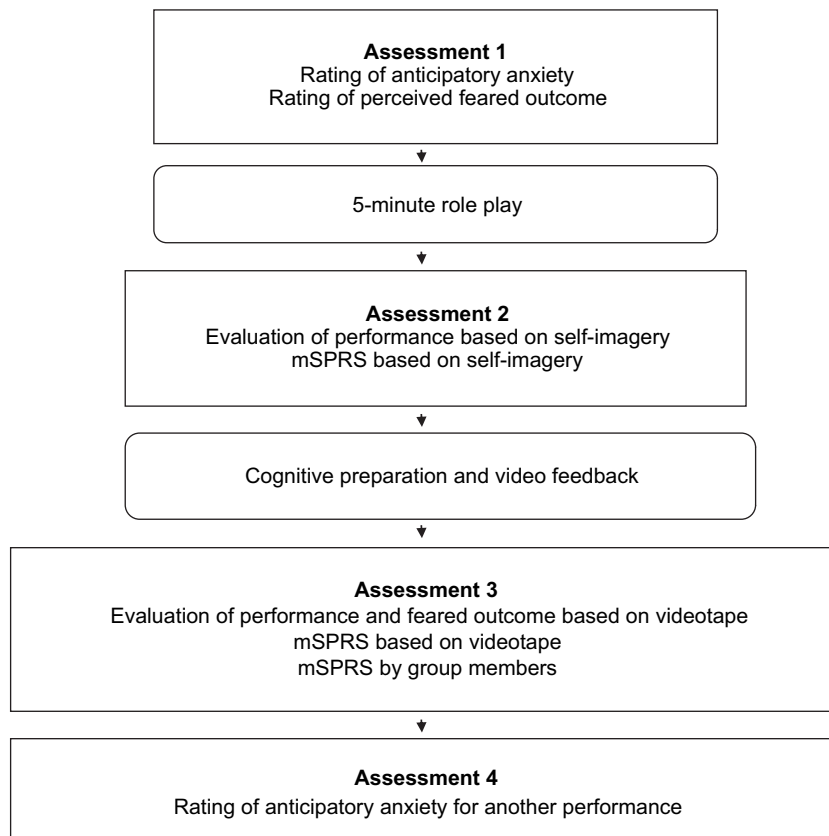 Assessment 1
Rating of anticipatory anxiety
Rating of perceived feared outcome
5-minute role play
Assessment 2
Evaluation of performance based on self-imagery
mSPRS based on self-imagery
Cognitive preparation and video feedback
Assessment 3
Evaluation of performance and feared outcome based on videotape
mSPRS based on videotape
mSPRS by group members
Assessment 4
Rating of anticipatory anxiety for another performance